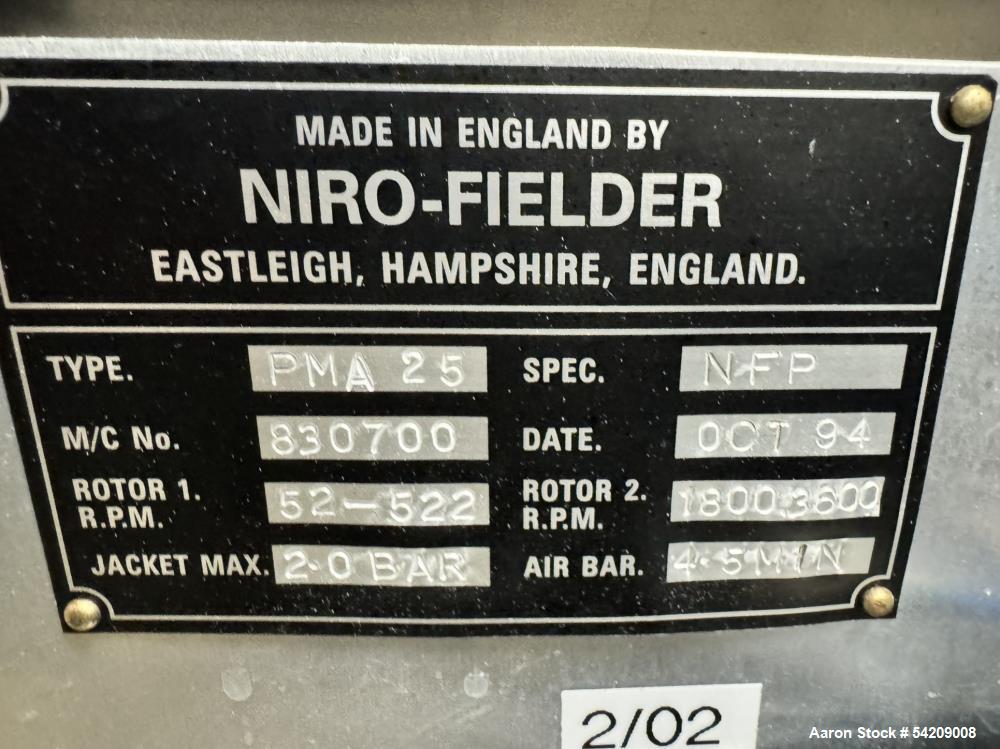 MADE IN ENGLAND BY
NIRO-FIELDER
EASTLEIGH, HAMPSHIRE, ENGLAND.
TYPE. PMA 25 SPEC. NFP
M/C No. 830700 DATE. OCT 94
ROTOR 1. R.P.M. 52-522 ROTOR 2. R.P.M. 1800.3600
JACKET MAX. 2.0 BAR AIR BAR. 4.5 MIN
2/02
Aaron Stock # 54209008